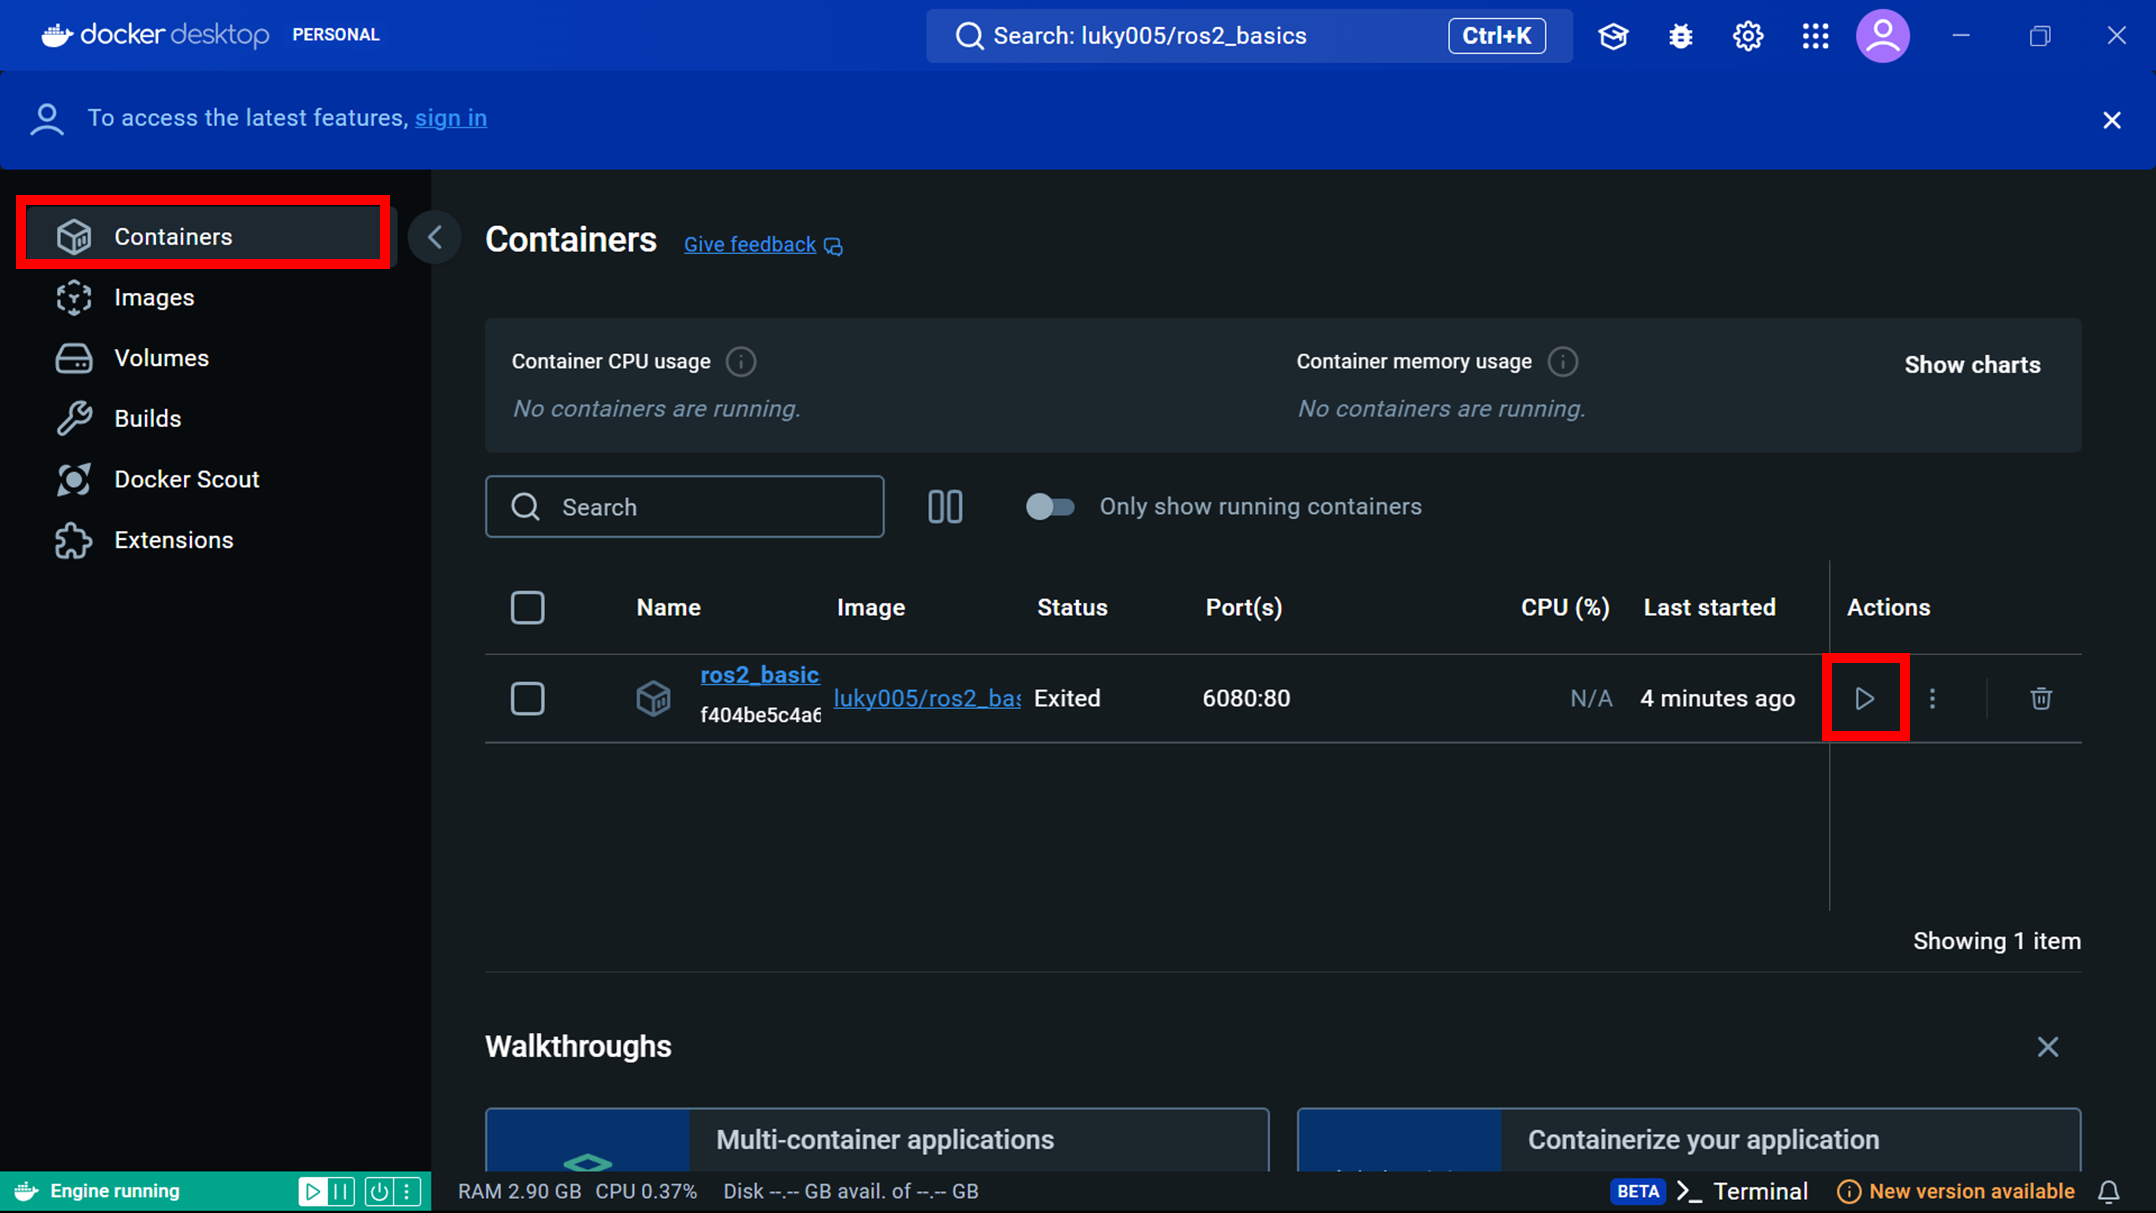 docker desktop PERSONAL
Search: luky005/ros2_basics Ctrl+K
To access the latest features, sign in
Containers
Images
Volumes
Builds
Docker Scout
Extensions
Containers Give feedback
Container CPU usage
No containers are running.
Container memory usage
No containers are running.
Show charts
Search
Only show running containers
Name Image Status Port(s) CPU (%) Last started Actions
ros2_basic
f404be5c4a6
luky005/ros2_bas Exited 6080:80 N/A 4 minutes ago
Showing 1 item
Walkthroughs
Multi-container applications
Containerize your application
Engine running RAM 2.90 GB CPU 0.37% Disk --.-- GB avail. of --.-- GB BETA >_ Terminal New version available